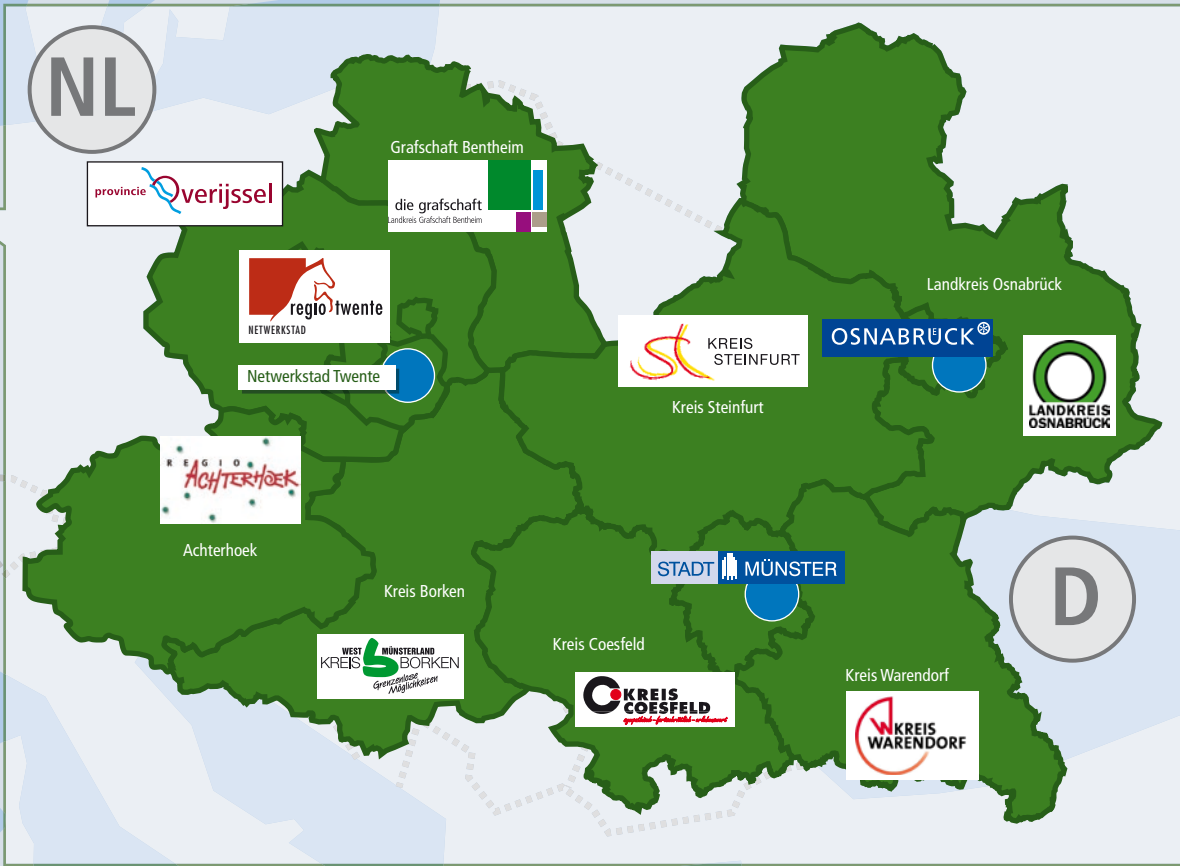 NL
provincie Overijssel
Grafschaft Bentheim
die grafschaft
Landkreis Grafschaft Bentheim
regio twente
NETWERKSTAD
Netwerkstad Twente
Landkreis Osnabrück
OSNABRÜCK
LANDKREIS
OSNABRÜCK
KREIS
STEINFURT
Kreis Steinfurt
REGIO
ACHTERHOEK
Achterhoek
STADT MÜNSTER
D
Kreis Borken
WEST MÜNSTERLAND
KREIS BORKEN
Grenzenlose
Möglichkeiten
Kreis Coesfeld
KREIS
COESFELD
Kreis Warendorf
KREIS
WARENDORF